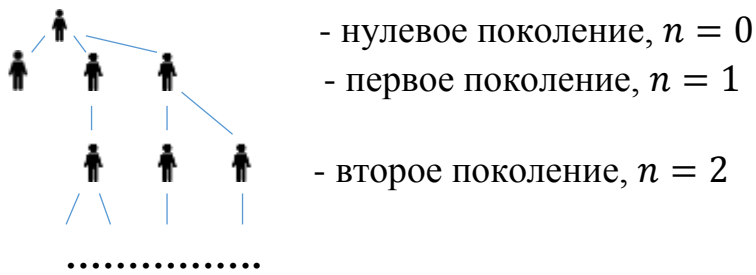 - нулевое поколение, n = 0
- первое поколение, n = 1
- второе поколение, n = 2
................